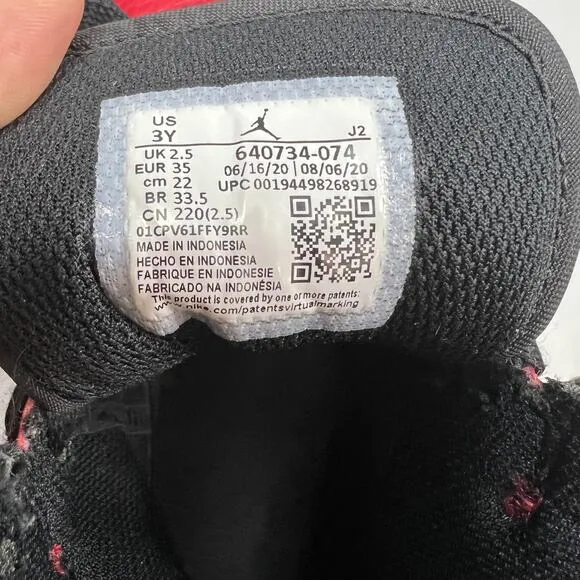 US
3Y
J2
UK 2.5
EUR 35
cm 22
BR 33.5
CN 220(2.5)
640734-074
06/16/20 | 08/06/20
UPC 00194498268919
01CPV61FFY9RR
MADE IN INDONESIA
HECHO EN INDONESIA
FABRIQUE EN INDONESIE
FABRICADO NA INDONÉSIA
This product is covered by one or more patents:
www.nike.com/patentsvirtualmarking